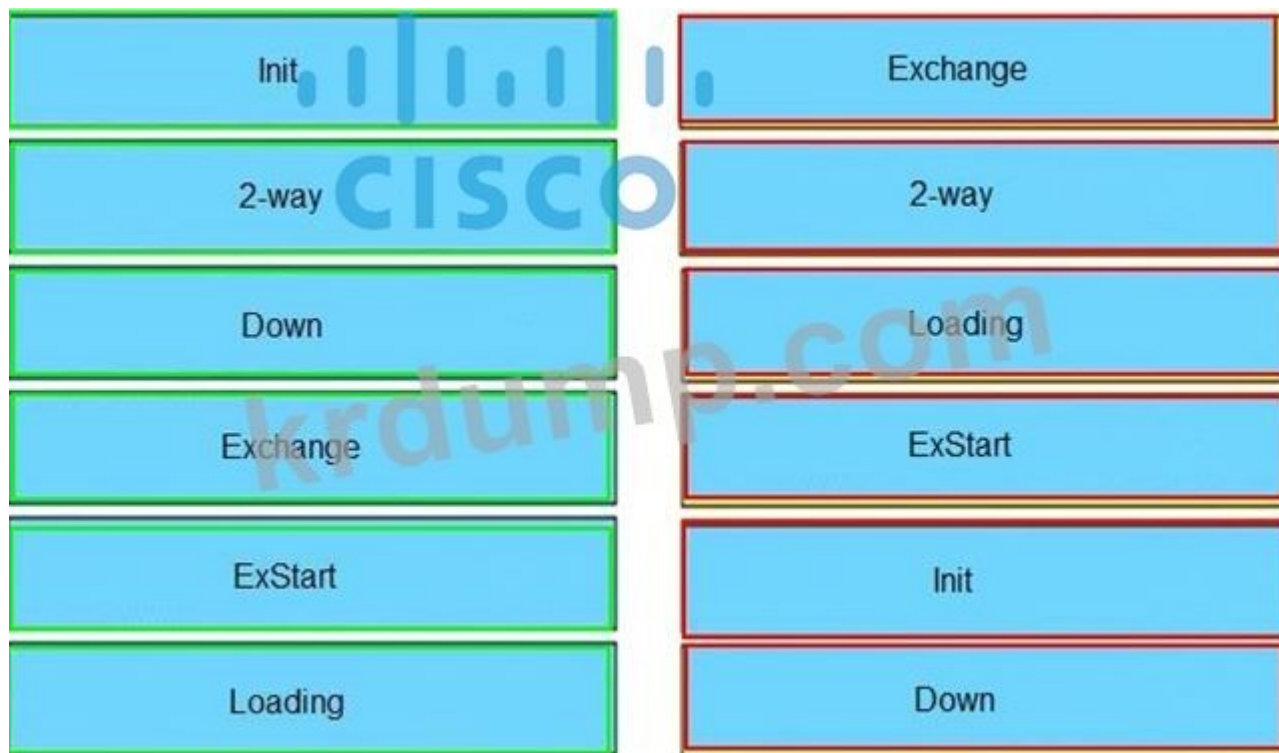 Init
Exchange
CISCO
2-way
2-way
Down
Loading
krdump.com
Exchange
ExStart
ExStart
Init
Loading
Down